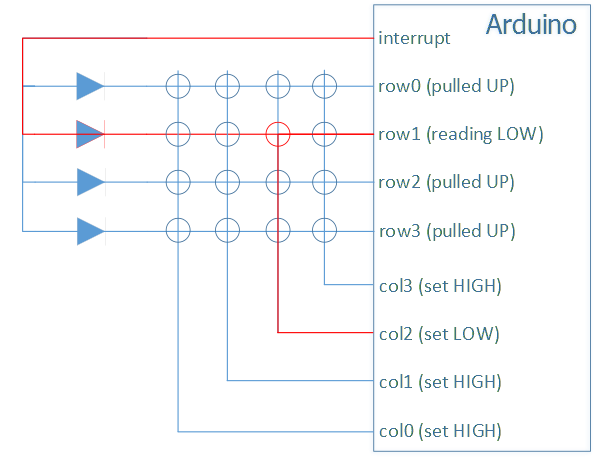 Arduino
interrupt
row0 (pulled UP)
row1 (reading LOW)
row2 (pulled UP)
row3 (pulled UP)
col3 (set HIGH)
col2 (set LOW)
col1 (set HIGH)
col0 (set HIGH)